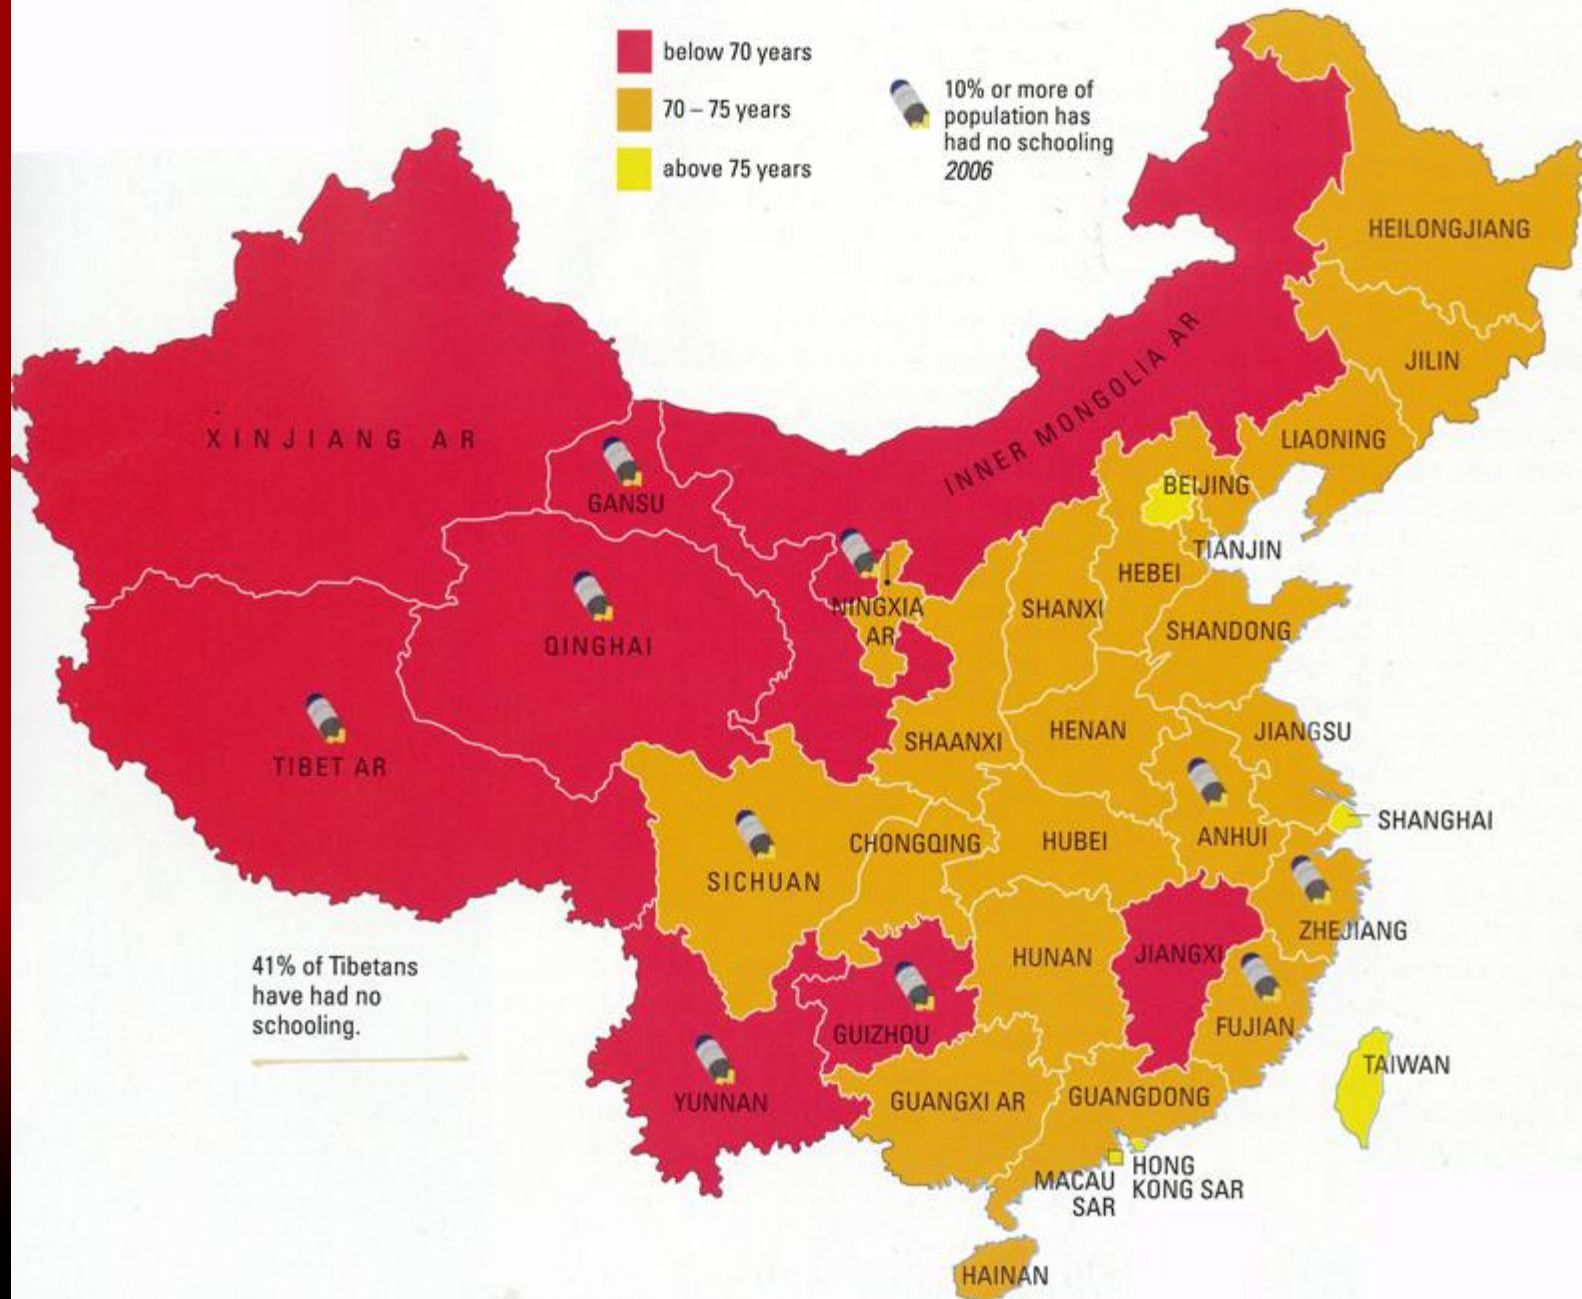 below 70 years
70 – 75 years
above 75 years
10% or more of
population has
had no schooling
2006
HEILONGJIANG
JILIN
LIAONING
INNER MONGOLIA AR
XINJIANG AR
GANSU
BEIJING
TIANJIN
HEBEI
NINGXIA
AR
SHANXI
SHANDONG
QINGHAI
TIBET AR
SHAANXI
HENAN
JIANGSU
SHANGHAI
ANHUI
HUBEI
CHONGQING
SICHUAN
ZHEJIANG
HUNAN
JIANGXI
41% of Tibetans
have had no
schooling.
GUIZHOU
FUJIAN
TAIWAN
YUNNAN
GUANGXI AR
GUANGDONG
MACAU
SAR
HONG
KONG SAR
HAINAN